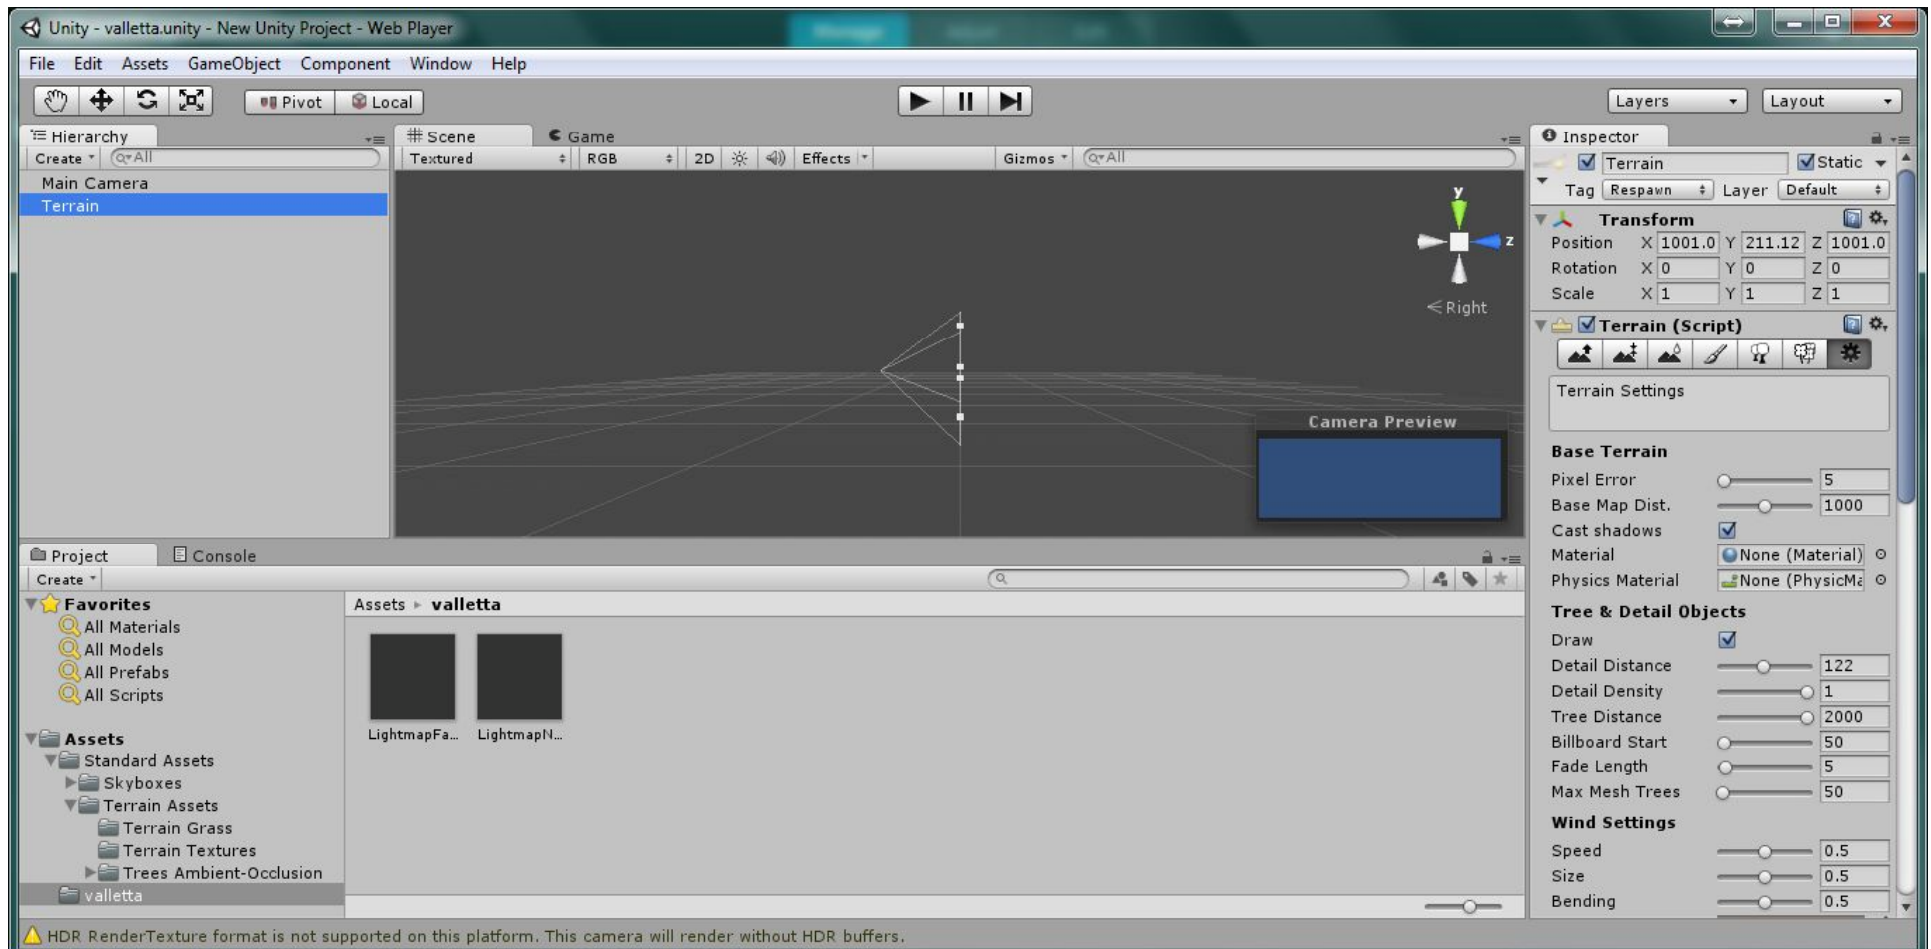 Unity - valletta.unity - New Unity Project - Web Player
File Edit Assets GameObject Component Window Help
Pivot Local Layers Layout
Hierarchy
Create All
Main Camera
Terrain
Scene Game
Textured RGB 2D Effects Gizmos All
y
z
Right
Camera Preview
Project Console
Create
Favorites
All Materials
All Models
All Prefabs
All Scripts
Assets
Standard Assets
Skyboxes
Terrain Assets
Terrain Grass
Terrain Textures
Trees Ambient-Occlusion
valletta
Assets valletta
LightmapFa... LightmapN...
Inspector
Terrain Static
Tag Respawn Layer Default
Transform
Position X 1001.0 Y 211.12 Z 1001.0
Rotation X 0 Y 0 Z 0
Scale X 1 Y 1 Z 1
Terrain (Script)
Terrain Settings
Base Terrain
Pixel Error 5
Base Map Dist. 1000
Cast shadows
Material None (Material)
Physics Material None (PhysicMa
Tree & Detail Objects
Draw
Detail Distance 122
Detail Density 1
Tree Distance 2000
Billboard Start 50
Fade Length 5
Max Mesh Trees 50
Wind Settings
Speed 0.5
Size 0.5
Bending 0.5
HDR RenderTexture format is not supported on this platform. This camera will render without HDR buffers.